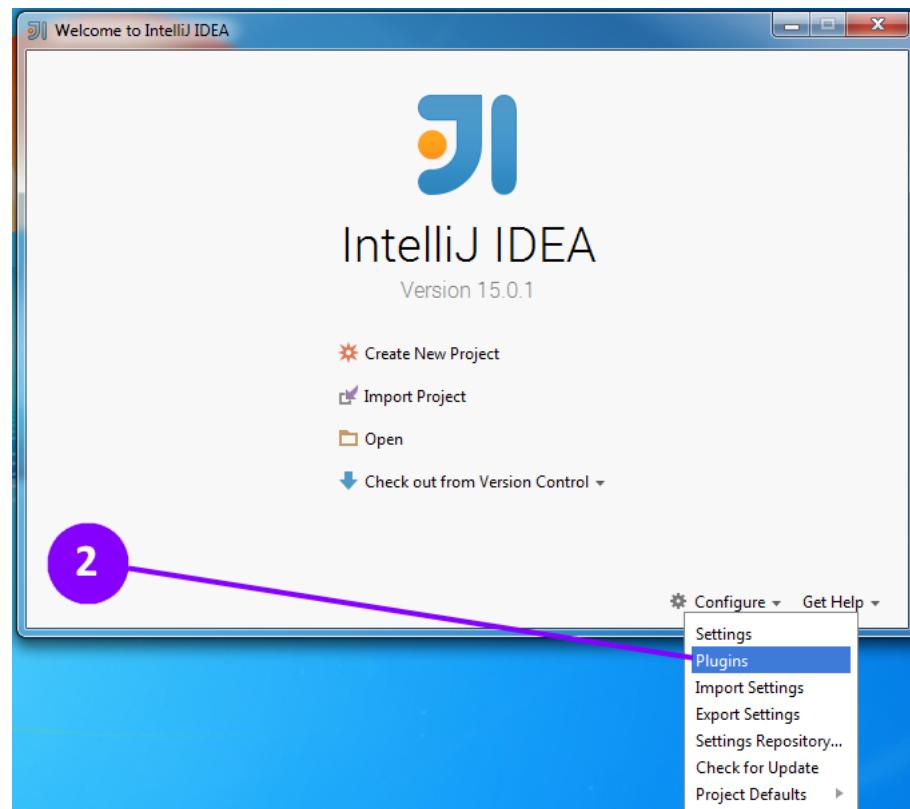 Welcome to IntelliJ IDEA
IntelliJ IDEA
Version 15.0.1
Create New Project
Import Project
Open
Check out from Version Control
2
Configure Get Help
Settings
Plugins
Import Settings
Export Settings
Settings Repository...
Check for Update
Project Defaults